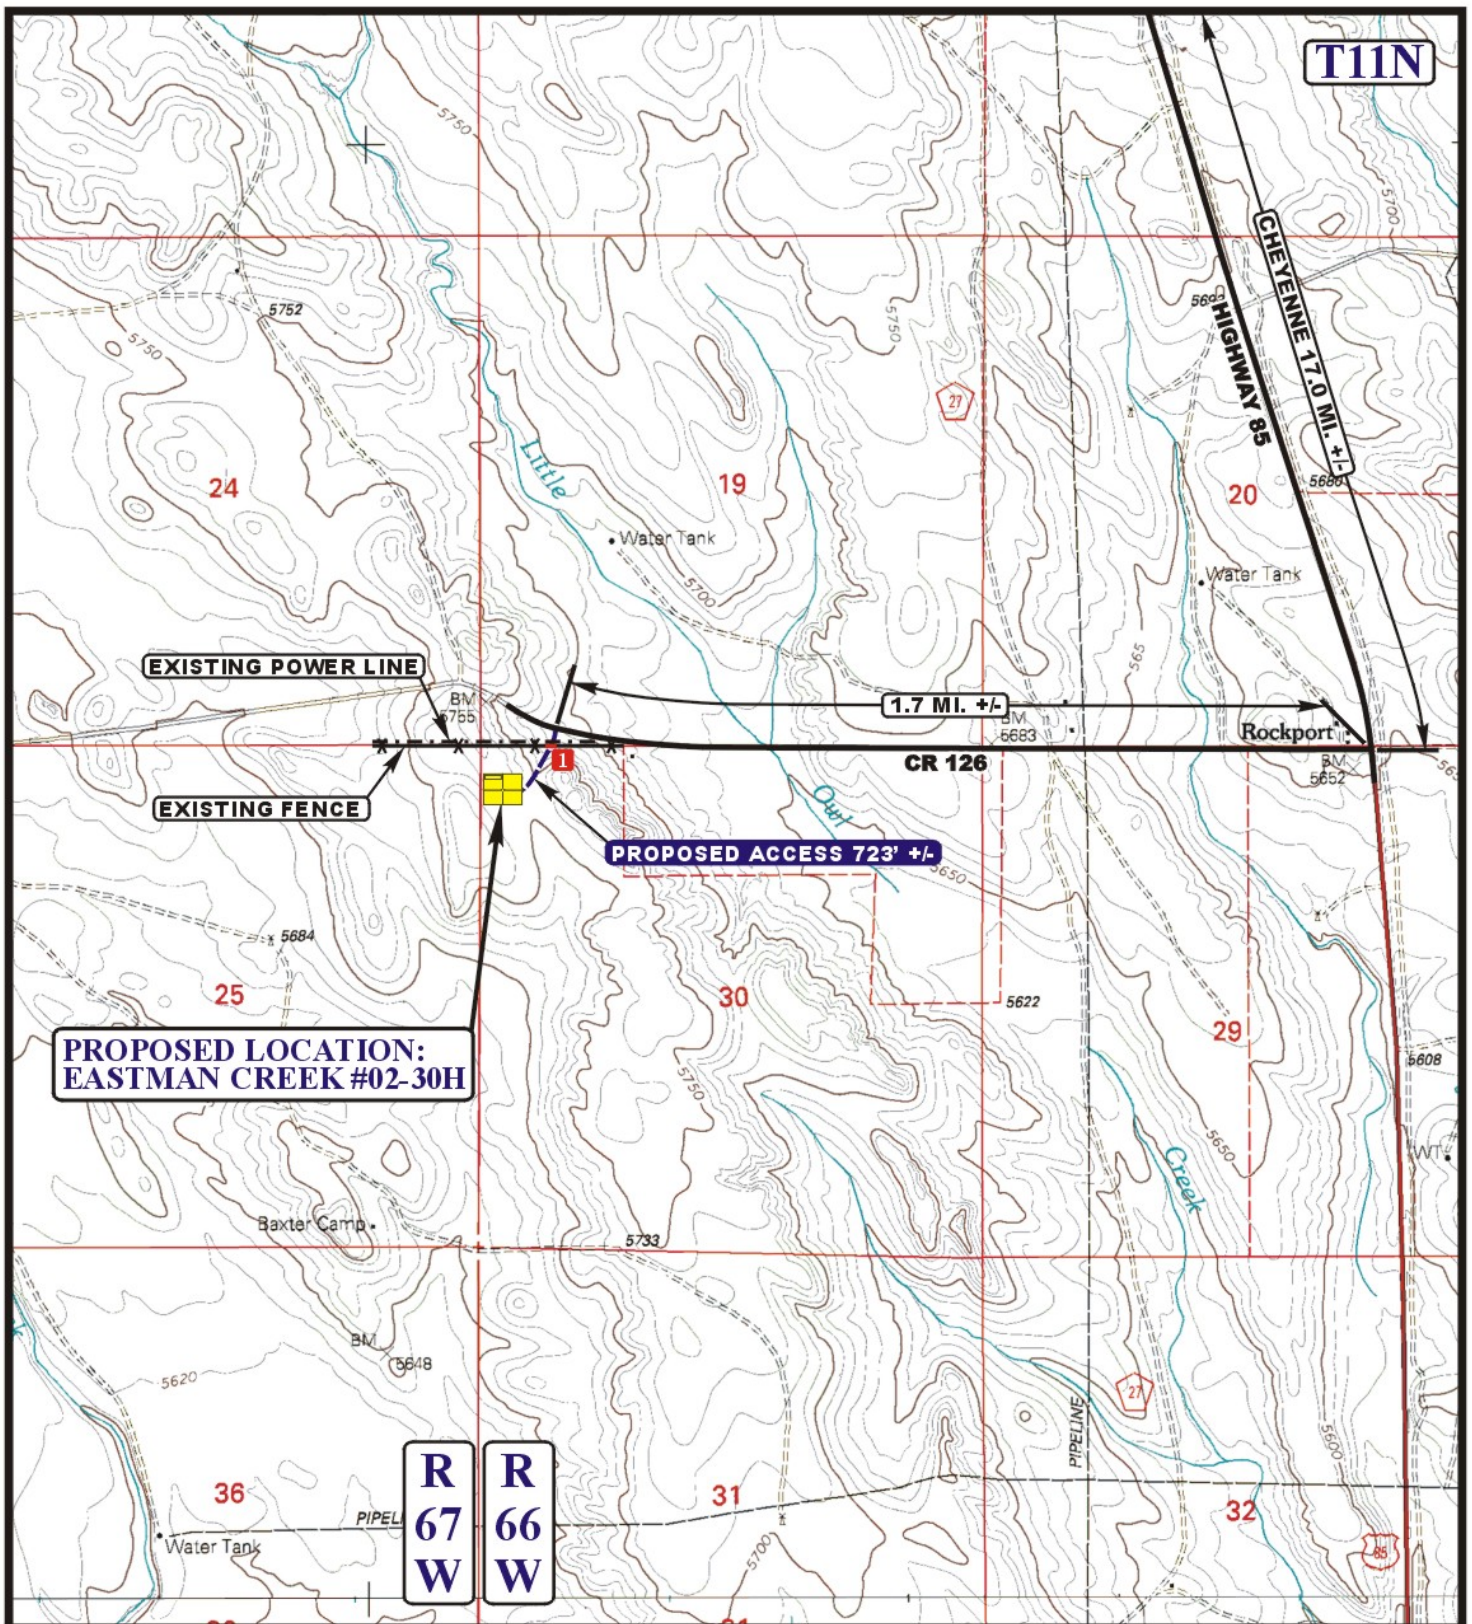 T11N
5750
CHEYENNE 17.0 MI. +/-
5700
5752
5750
5750
HIGHWAY 85
27
Little
24
19
20
5680
Water Tank
Water Tank
5700
565
EXISTING POWER LINE
BM
5755
1.7 MI. +/-
BM
5683
Rockport
1
CR 126
BM
5652
EXISTING FENCE
Owl
PROPOSED ACCESS 723' +/-
5650
5684
25
30
5622
29
PROPOSED LOCATION:
EASTMAN CREEK #02-30H
5608
5750
5650
WT
Creek
Baxter Camp
5733
BM
5648
5620
27
PIPELINE
5600
R
67
W
R
66
W
36
31
32
PIPELI
Water Tank
5700
85